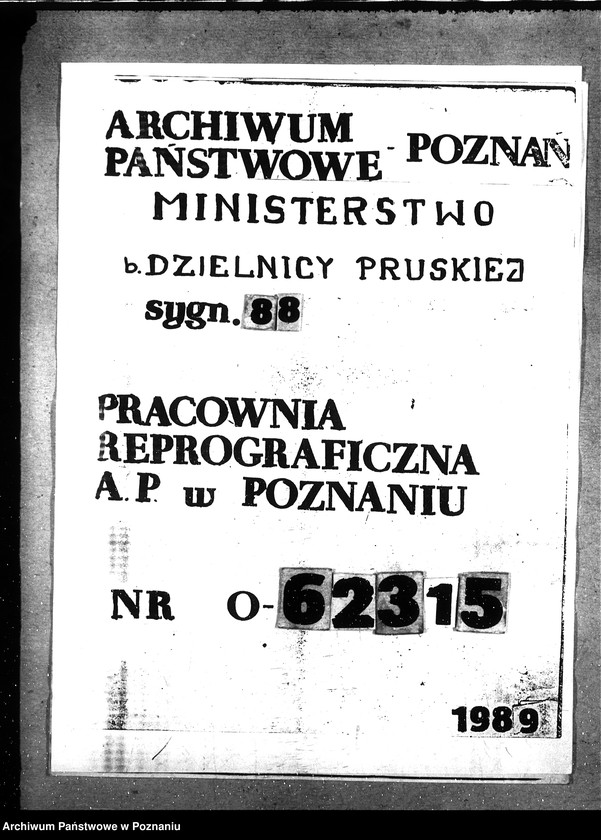 ARCHIWUM
PAŃSTWOWE - POZNAŃ
MINISTERSTWO
b. DZIELNICY PRUSKIEJ
sygn. 88
PRACOWNIA
REPROGRAFICZNA
A.P. w POZNANIU
NR O-62315
1989
Archiwum Państwowe w Poznaniu